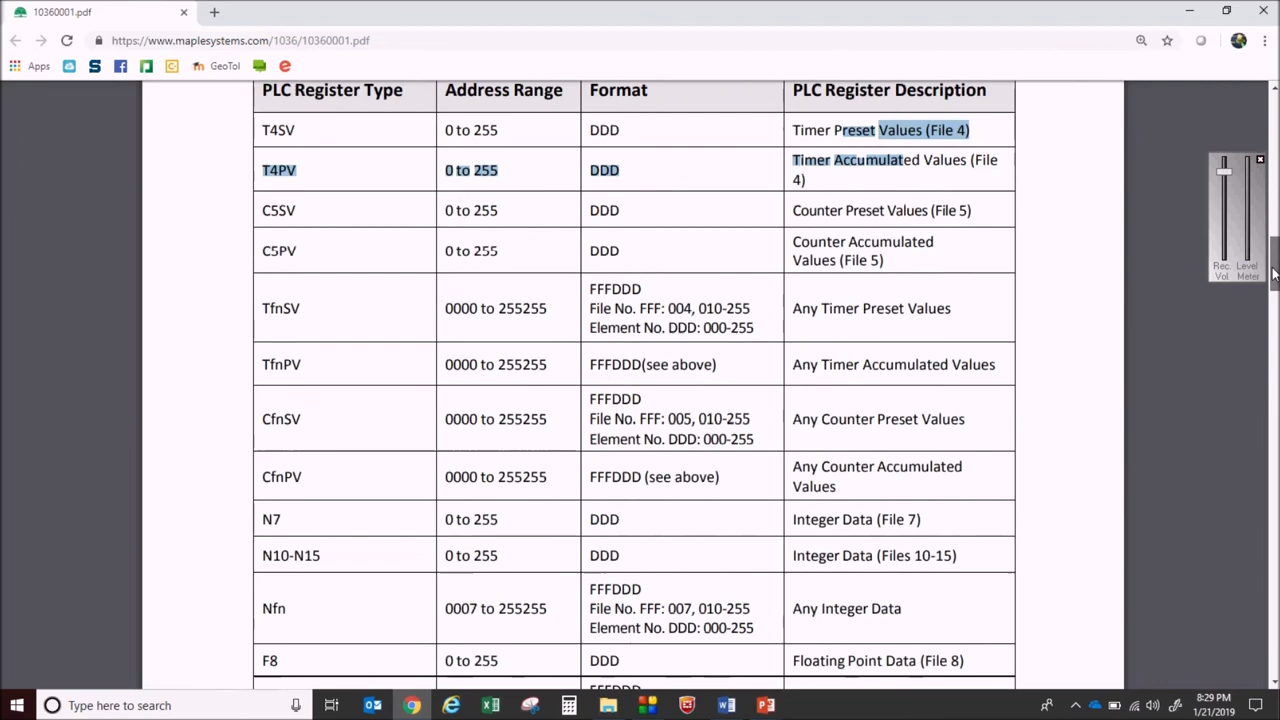 10360001.pdf
https://www.maplesystems.com/1036/10360001.pdf
Apps
GeoTol
PLC Register Type Address Range Format PLC Register Description
T4SV 0 to 255 DDD Timer Preset Values (File 4)
T4PV 0 to 255 DDD Timer Accumulated Values (File
4)
C5SV 0 to 255 DDD Counter Preset Values (File 5)
C5PV 0 to 255 DDD Counter Accumulated
Values (File 5)
TfnSV 0000 to 255255 FFFDDD
File No. FFF: 004, 010-255
Element No. DDD: 000-255
Any Timer Preset Values
TfnPV 0000 to 255255 FFFDDD(see above) Any Timer Accumulated Values
CfnSV 0000 to 255255 FFFDDD
File No. FFF: 005, 010-255
Element No. DDD: 000-255
Any Counter Preset Values
CfnPV 0000 to 255255 FFFDDD (see above) Any Counter Accumulated
Values
N7 0 to 255 DDD Integer Data (File 7)
N10-N15 0 to 255 DDD Integer Data (Files 10-15)
Nfn 0007 to 255255 FFFDDD
File No. FFF: 007, 010-255
Element No. DDD: 000-255
Any Integer Data
F8 0 to 255 DDD Floating Point Data (File 8)
FFFDDD
Rec. Level
Vol Meter
Type here to search
8:29 PM
1/21/2019